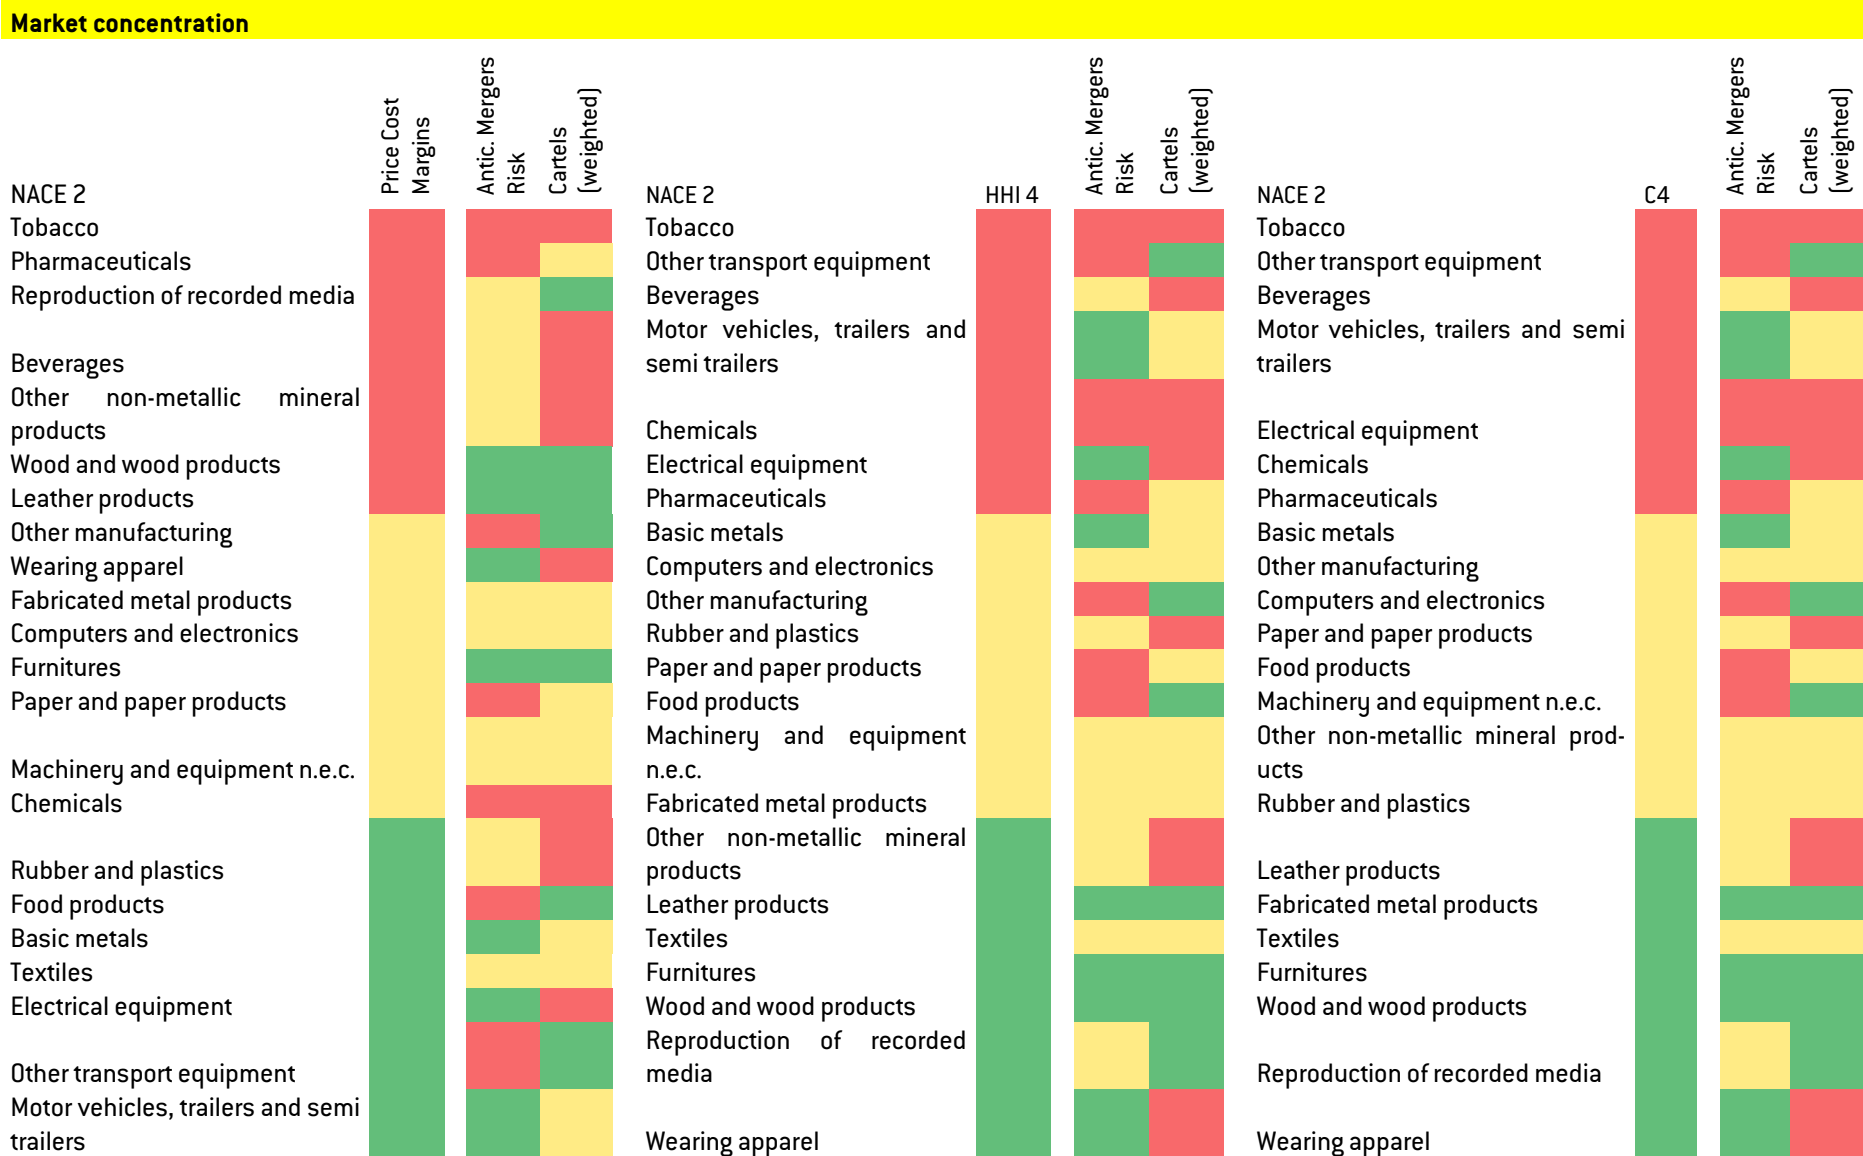 Market concentration
NACE 2
Price Cost
Margins
Antic. Mergers
Risk
Cartels
(weighted)
Tobacco
Pharmaceuticals
Reproduction of recorded media
Beverages
Other non-metallic mineral
products
Wood and wood products
Leather products
Other manufacturing
Wearing apparel
Fabricated metal products
Computers and electronics
Furnitures
Paper and paper products
Machinery and equipment n.e.c.
Chemicals
Rubber and plastics
Food products
Basic metals
Textiles
Electrical equipment
Other transport equipment
Motor vehicles, trailers and semi
trailers
NACE 2
HHI 4
Antic. Mergers
Risk
Cartels
(weighted)
Tobacco
Other transport equipment
Beverages
Motor vehicles, trailers and
semi trailers
Chemicals
Electrical equipment
Pharmaceuticals
Basic metals
Computers and electronics
Other manufacturing
Rubber and plastics
Paper and paper products
Food products
Machinery and equipment
n.e.c.
Fabricated metal products
Other non-metallic mineral
products
Leather products
Textiles
Furnitures
Wood and wood products
Reproduction of recorded
media
Wearing apparel
NACE 2
C4
Antic. Mergers
Risk
Cartels
(weighted)
Tobacco
Other transport equipment
Beverages
Motor vehicles, trailers and semi
trailers
Electrical equipment
Chemicals
Pharmaceuticals
Basic metals
Other manufacturing
Computers and electronics
Paper and paper products
Food products
Machinery and equipment n.e.c.
Other non-metallic mineral prod-
ucts
Rubber and plastics
Leather products
Fabricated metal products
Textiles
Furnitures
Wood and wood products
Reproduction of recorded media
Wearing apparel